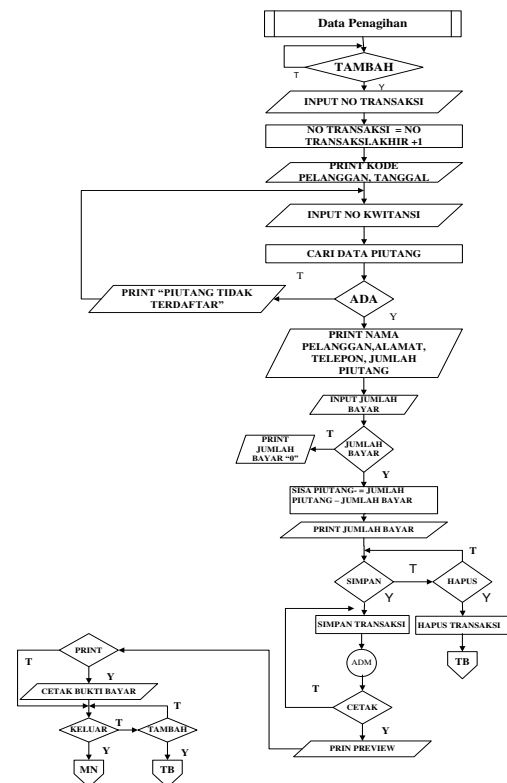 Data Penagihan
TAMBAH
T
Y
INPUT NO TRANSAKSI
NO TRANSAKSI = NO
TRANSAKSI.AKHIR +1
PRINT KODE
PELANGGAN, TANGGAL
INPUT NO KWITANSI
CARI DATA PIUTANG
T
PRINT “PIUTANG TIDAK
TERDAFTAR”
ADA
Y
PRINT NAMA
PELANGGAN,ALAMAT,
TELEPON, JUMLAH
PIUTANG
INPUT JUMLAH
BAYAR
T
PRINT
JUMLAH
BAYAR “0”
JUMLAH
BAYAR
Y
SISA PIUTANG- = JUMLAH
PIUTANG – JUMLAH BAYAR
PRINT JUMLAH BAYAR
T
SIMPAN
T
HAPUS
Y
Y
SIMPAN TRANSAKSI
HAPUS TRANSAKSI
ADM
TB
T
CETAK
Y
PRIN PREVIEW
PRINT
T
Y
CETAK BUKTI BAYAR
T
KELUAR
T
TAMBAH
Y
Y
MN
TB